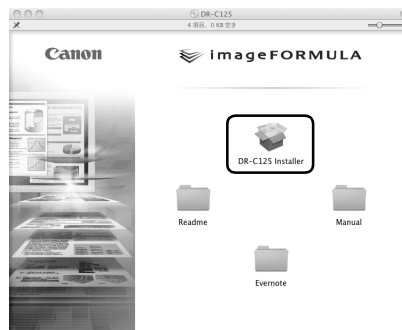 DR-C125
4 項目、0 KB 空き
Canon
imageFORMULA
DR-C125 Installer
Readme
Manual
Evernote